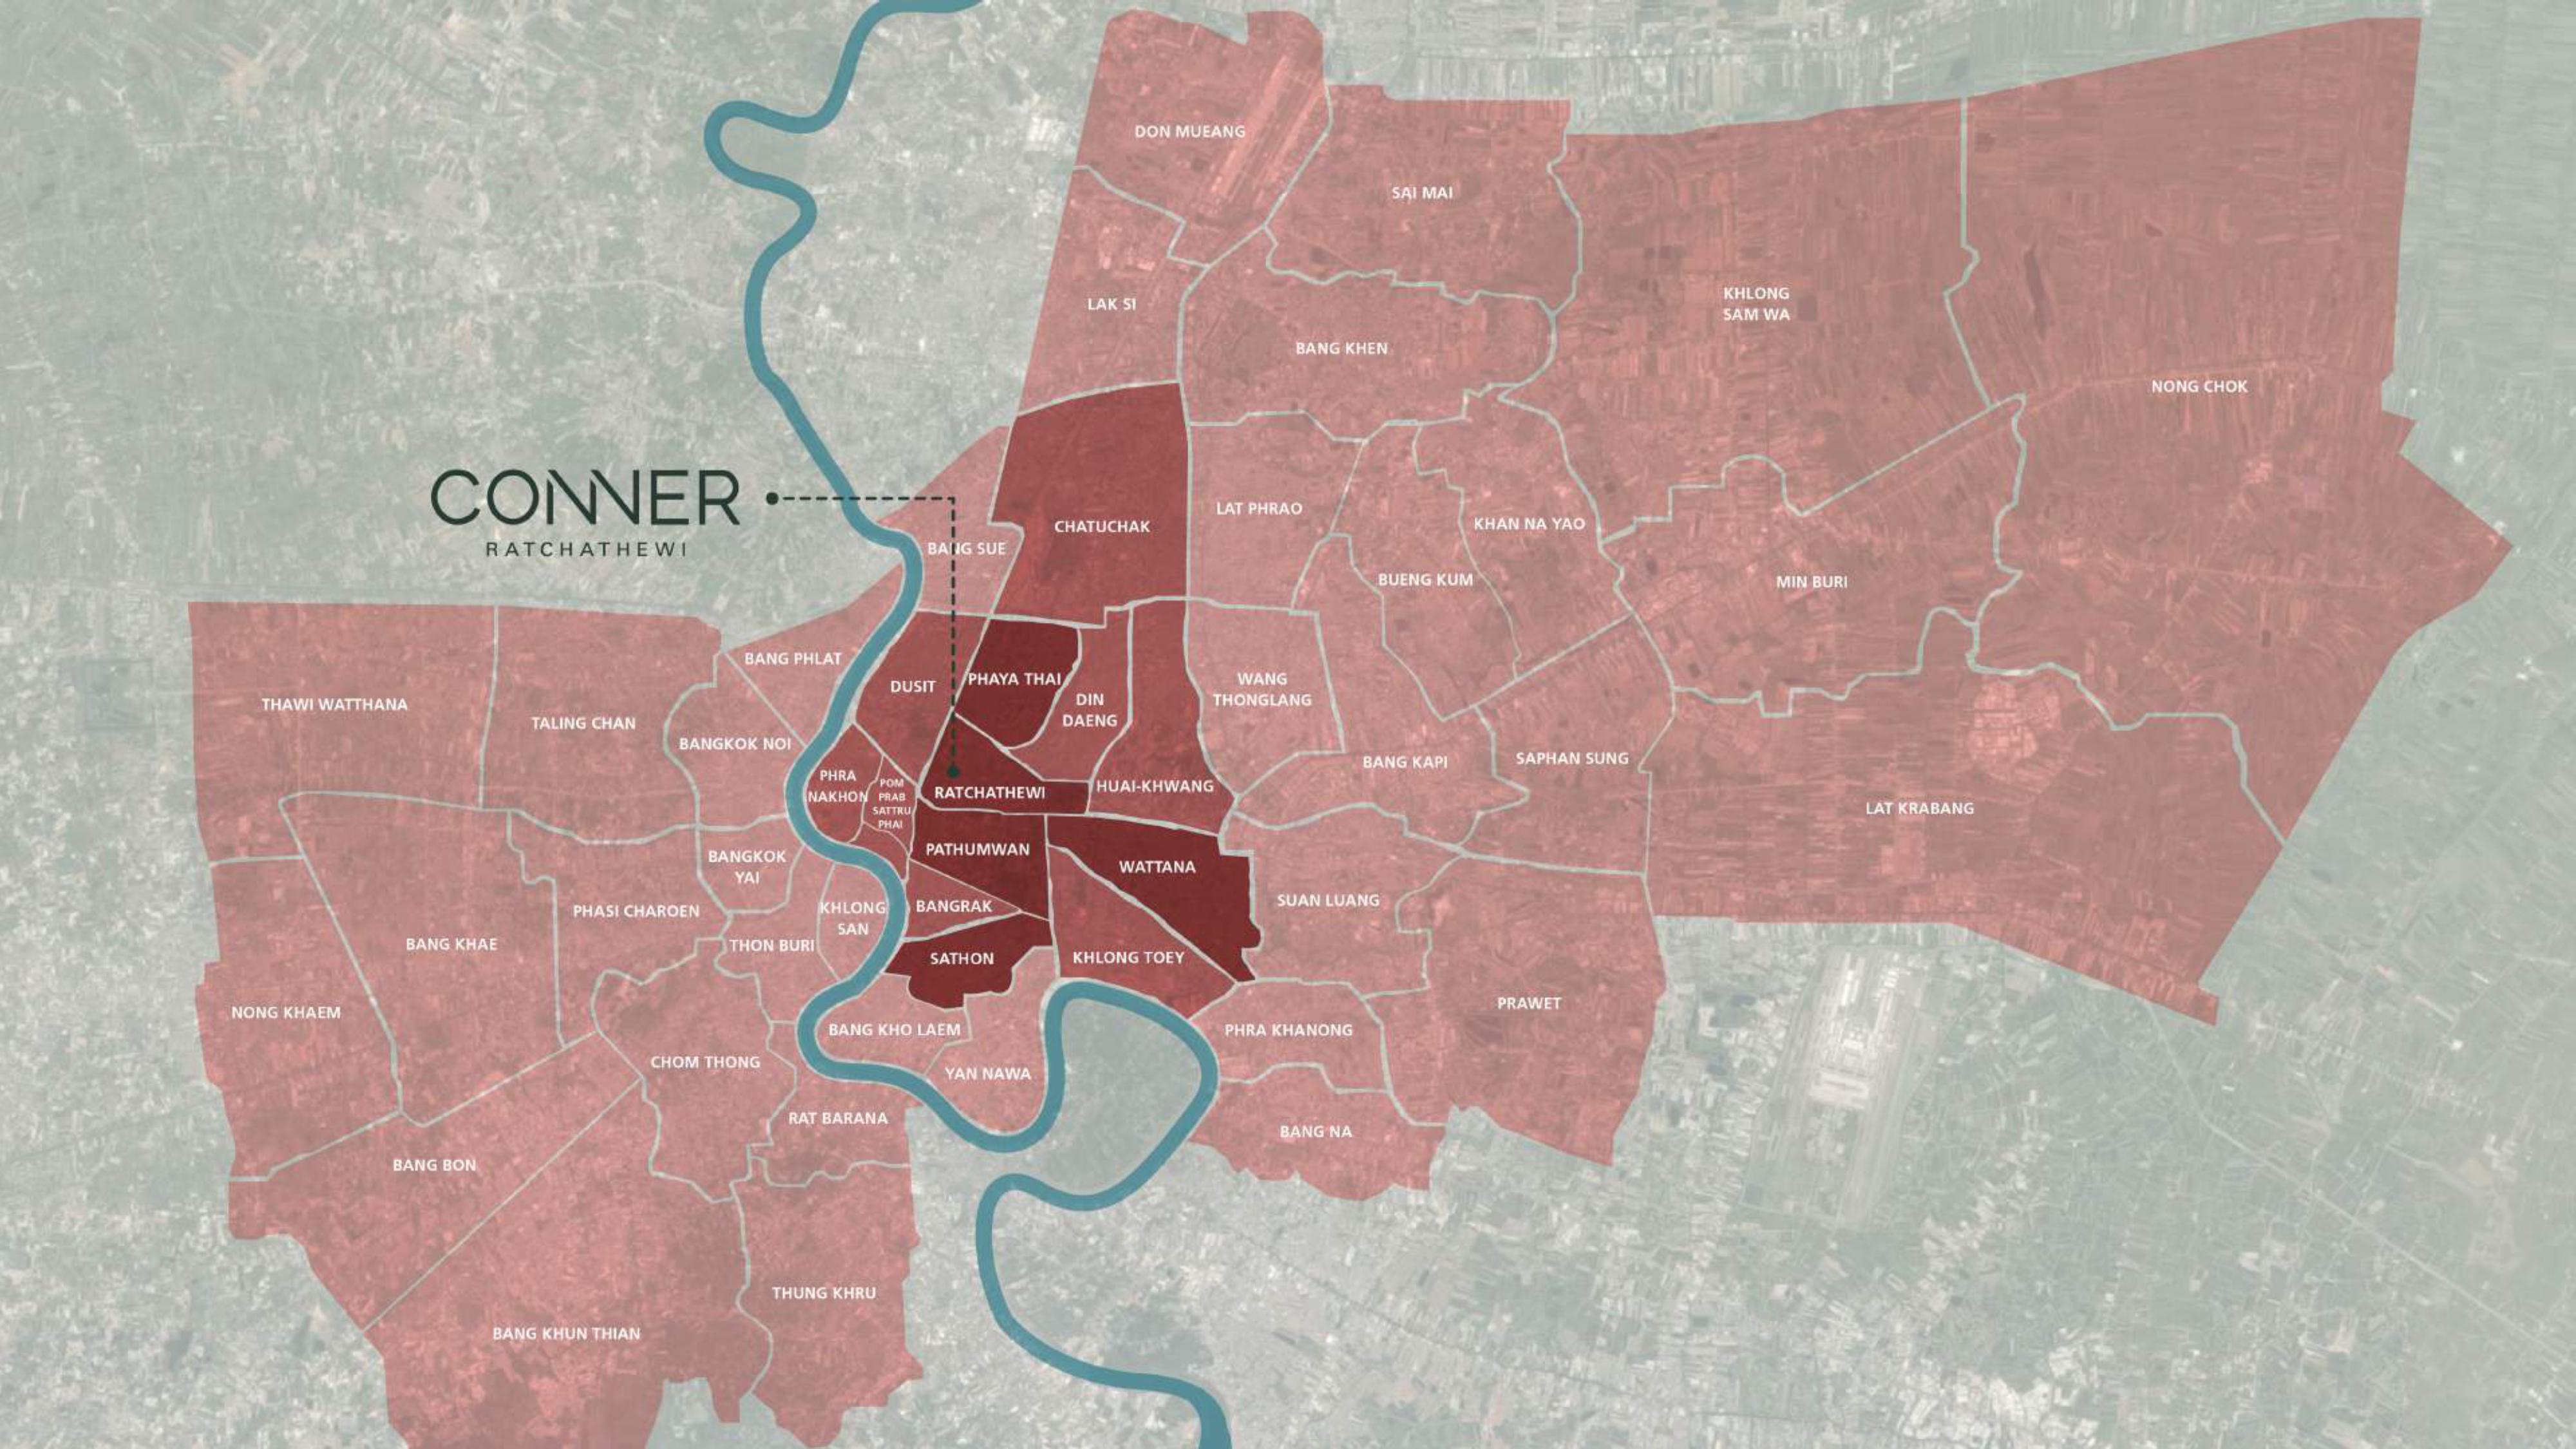 DON MUEANG
SAI MAI
LAK SI
KHLONG
SAM WA
BANG KHEN
NONG CHOK
CONNER
RATCHATHEWI
CHATUCHAK
LAT PHRAO
KHAN NA YAO
BANG SUE
BUENG KUM
MIN BURI
BANG PHLAT
DUSIT
PHAYA THAI
DIN
DAENG
WANG
THONGLANG
THAWI WATTHANA
TALING CHAN
BANGKOK NOI
BANG KAPI
SAPHAN SUNG
PHRA
NAKHON
POM
PRAB
SATTRU
PHAI
RATCHATHEWI
HUAI-KHWANG
LAT KRABANG
PATHUMWAN
WATTANA
BANGKOK
YAI
PHASI CHAROEN
KHLONG
SAN
BANGRAK
SUAN LUANG
BANG KHAE
THON BURI
SATHON
KHLONG TOEY
NONG KHAEM
PRAWET
BANG KHO LAEM
PHRA KHANONG
CHOM THONG
YAN NAWA
RAT BARANA
BANG NA
BANG BON
THUNG KHRU
BANG KHUN THIAN